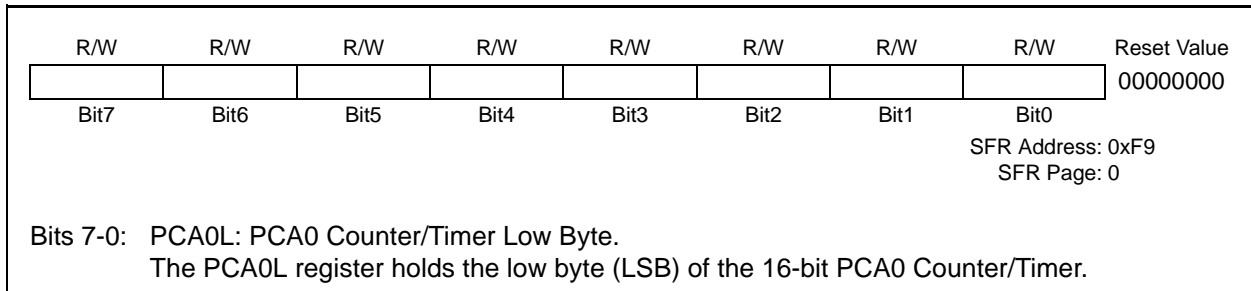 R/W R/W R/W R/W R/W R/W R/W R/W Reset Value
00000000
Bit7 Bit6 Bit5 Bit4 Bit3 Bit2 Bit1 Bit0
SFR Address: 0xF9
SFR Page: 0
Bits 7-0: PCA0L: PCA0 Counter/Timer Low Byte.
The PCA0L register holds the low byte (LSB) of the 16-bit PCA0 Counter/Timer.